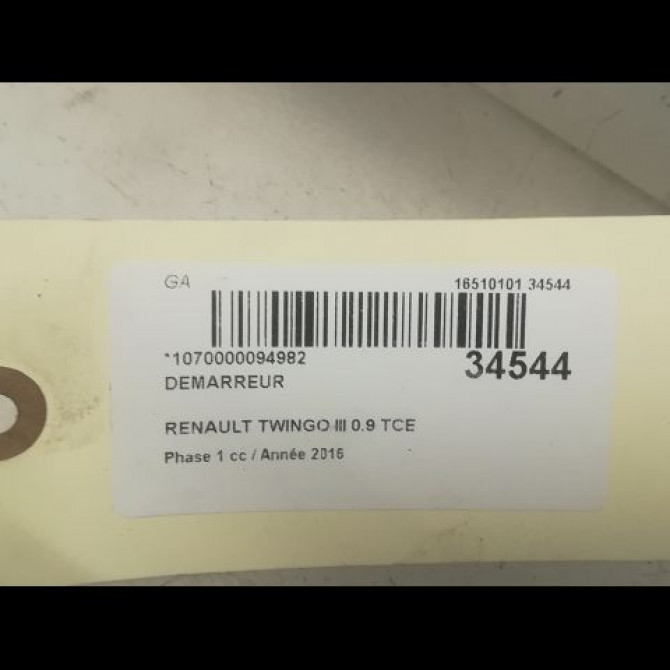 GA 16510101 34544
*1070000094982 34544
DEMARREUR
RENAULT TWINGO III 0.9 TCE
Phase 1 cc / Année 2016